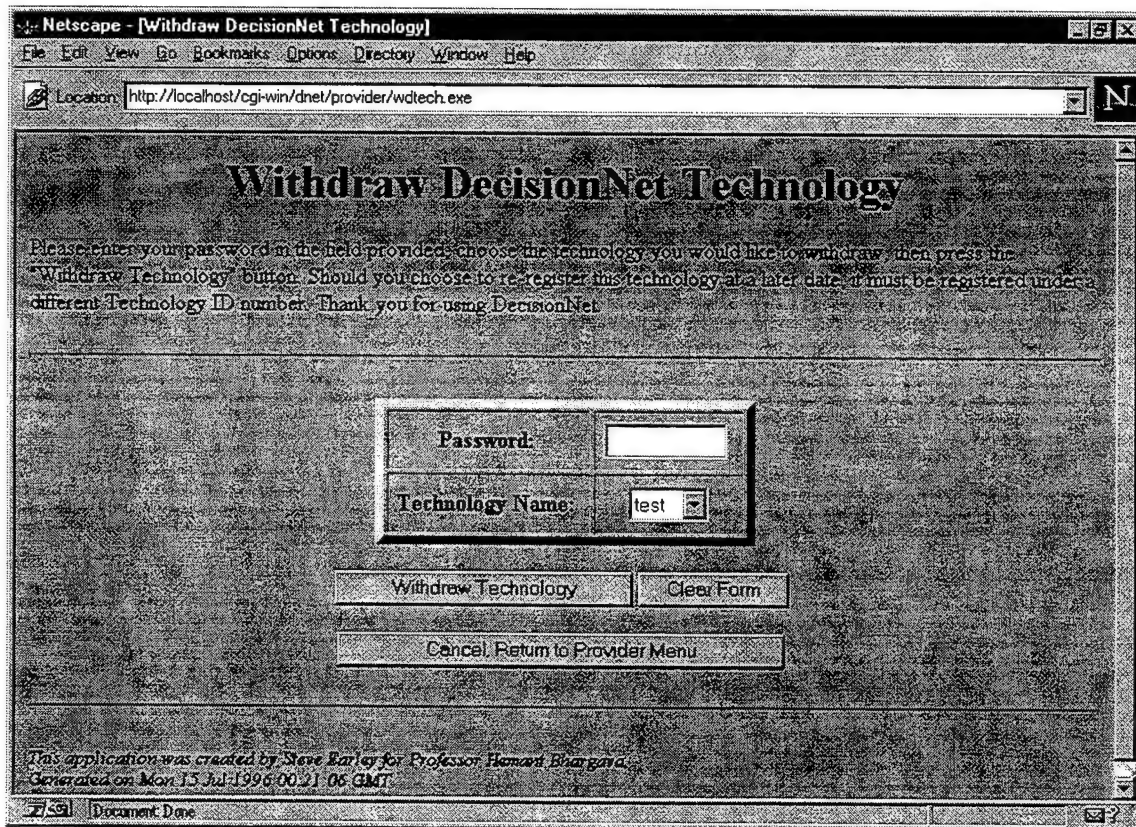 Netscape - [Withdraw DecisionNet Technology]
File Edit View Go Bookmarks Options Directory Window Help
Location: http://localhost/cgi-win/dnet/provider/wdtech.exe
N
Withdraw DecisionNet Technology
Please enter your password in the field provided, choose the technology you would like to withdraw, then press the
"Withdraw Technology" button. Should you choose to re-register this technology at a later date, it must be registered under a
different Technology ID number. Thank you for using DecisionNet.
Password:
Technology Name: test
Withdraw Technology Clear Form
Cancel, Return to Provider Menu
This application was created by Steve Earley for Professor Hemant Bhargava.
Generated on Mon 15 Jul 1996 00:21:06 GMT
Document: Done